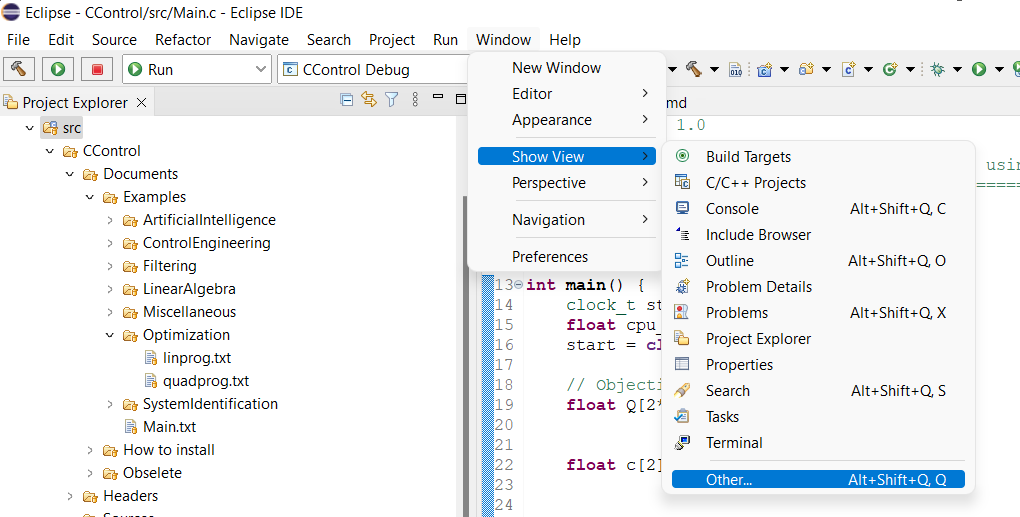 Eclipse - CControl/src/Main.c - Eclipse IDE
File Edit Source Refactor Navigate Search Project Run Window Help
Run
CControl Debug
010
Project Explorer
src
CControl
Documents
Examples
ArtificialIntelligence
ControlEngineering
Filtering
LinearAlgebra
Miscellaneous
Optimization
linprog.txt
quadprog.txt
SystemIdentification
Main.txt
How to install
Obselete
Headers
New Window
Editor
Appearance
Show View
Perspective
Navigation
Preferences
Build Targets
C/C++ Projects
Console Alt+Shift+Q, C
Include Browser
Outline Alt+Shift+Q, O
Problem Details
Problems Alt+Shift+Q, X
Project Explorer
Properties
Search Alt+Shift+Q, S
Tasks
Terminal
Other... Alt+Shift+Q, Q
md
1.0
usin
=====
13 int main() {
14 clock_t st
15 float cpu_
16 start = cl
17
18 // Objecti
19 float Q[2*
20
21
22 float c[2]
23
24